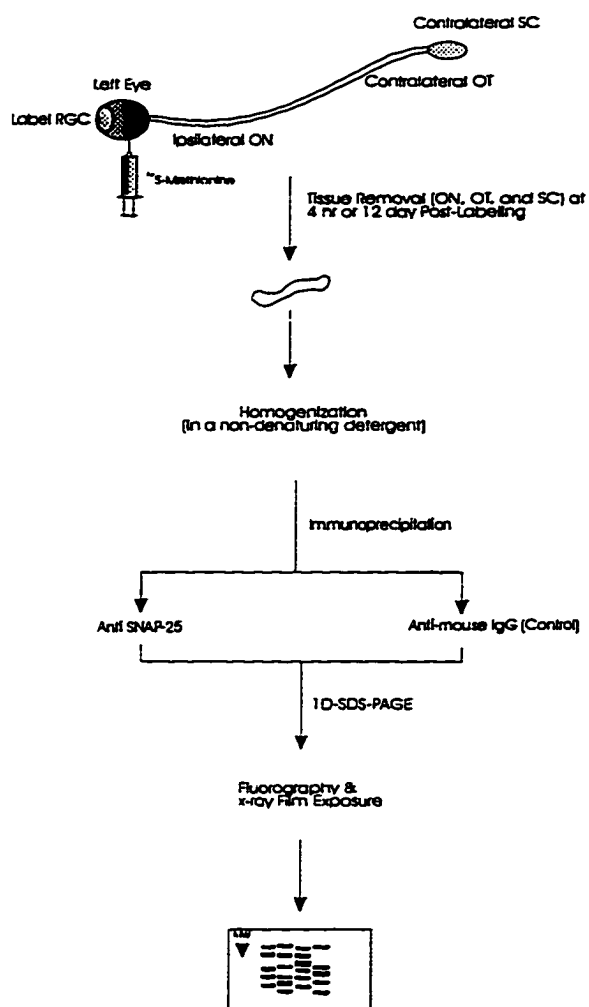 Contralateral SC
Left Eye
Contralateral OT
Label RGC
Ipsilateral ON
35S-Methionine
Tissue Removal (ON, OT, and SC) at
4 hr or 12 day Post-Labelling
Homogenization
(in a non-denaturing detergent)
Immunoprecipitation
Anti SNAP-25
Anti-mouse IgG (Control)
1D-SDS-PAGE
Fluorography &
x-ray Film Exposure